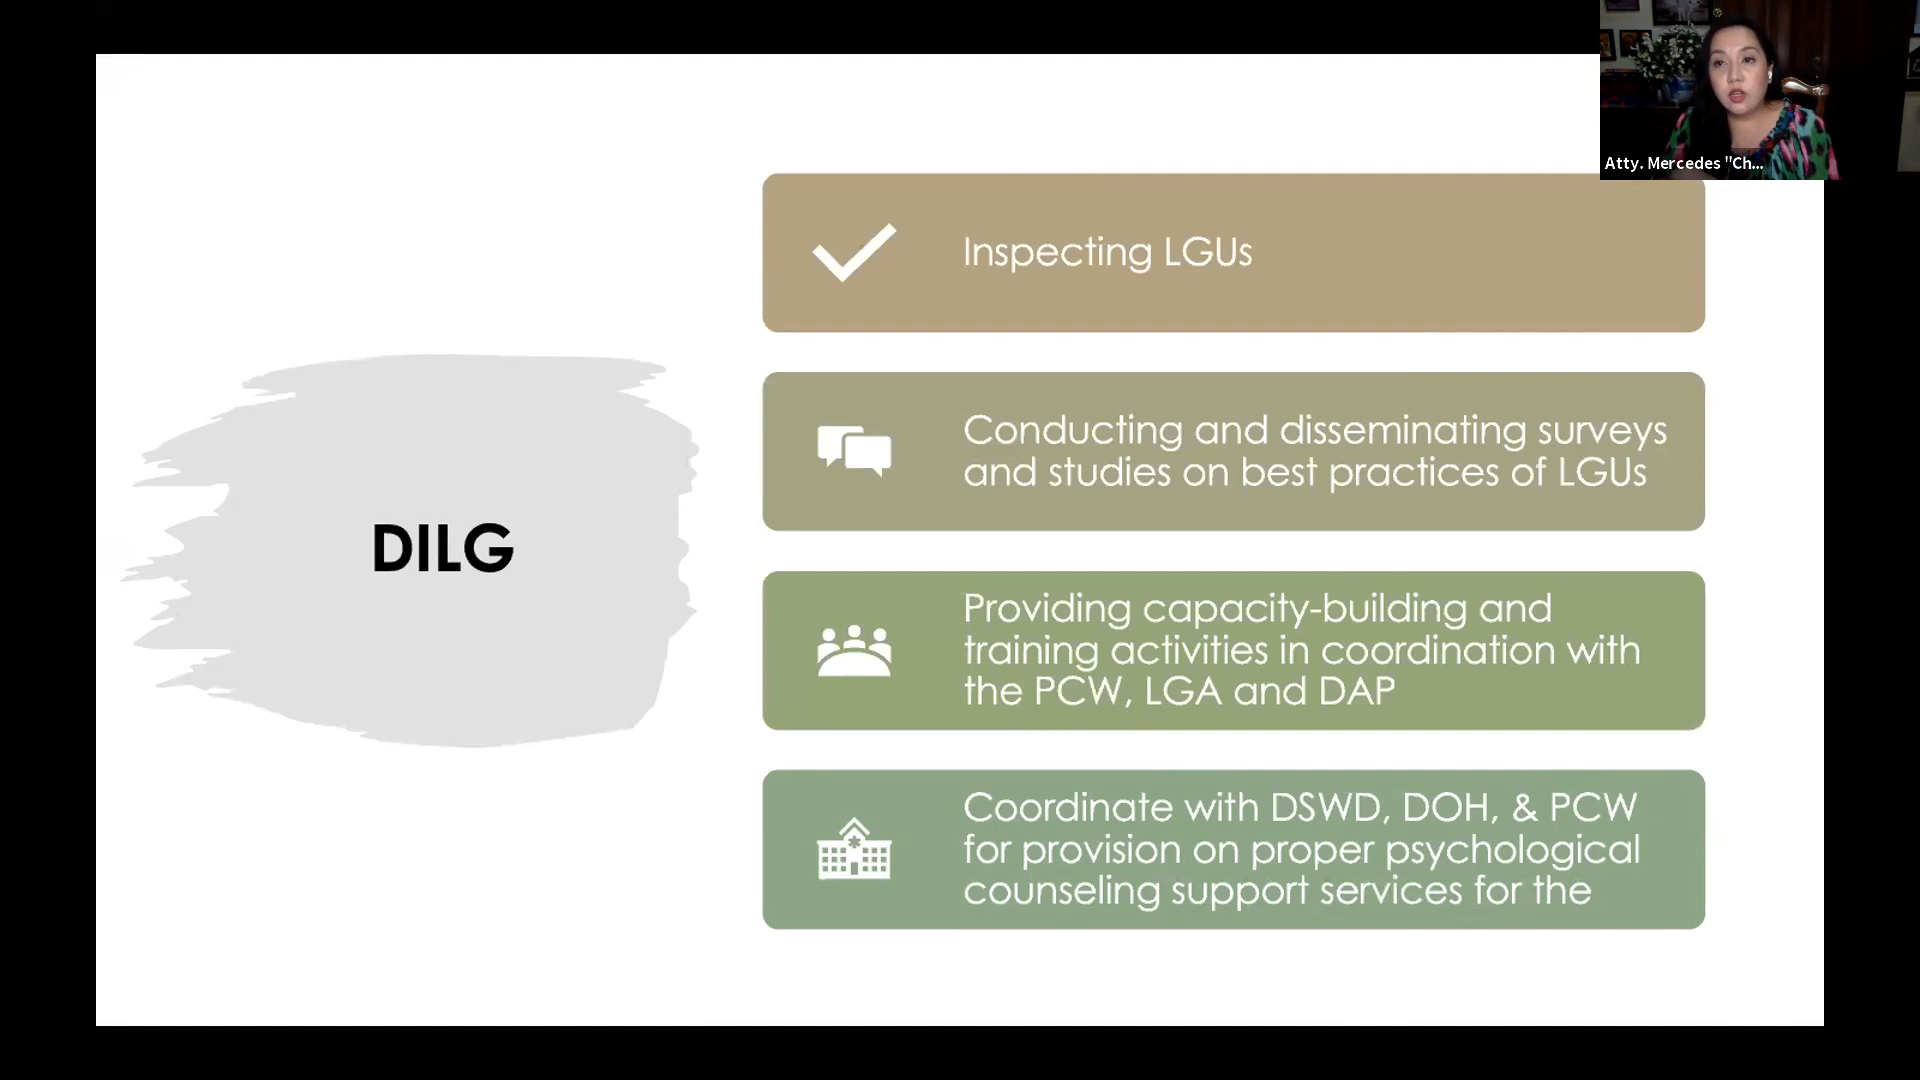 Atty. Mercedes "Ch...
DILG
Inspecting LGUs
Conducting and disseminating surveys
and studies on best practices of LGUs
Providing capacity-building and
training activities in coordination with
the PCW, LGA and DAP
Coordinate with DSWD, DOH, & PCW
for provision on proper psychological
counseling support services for the